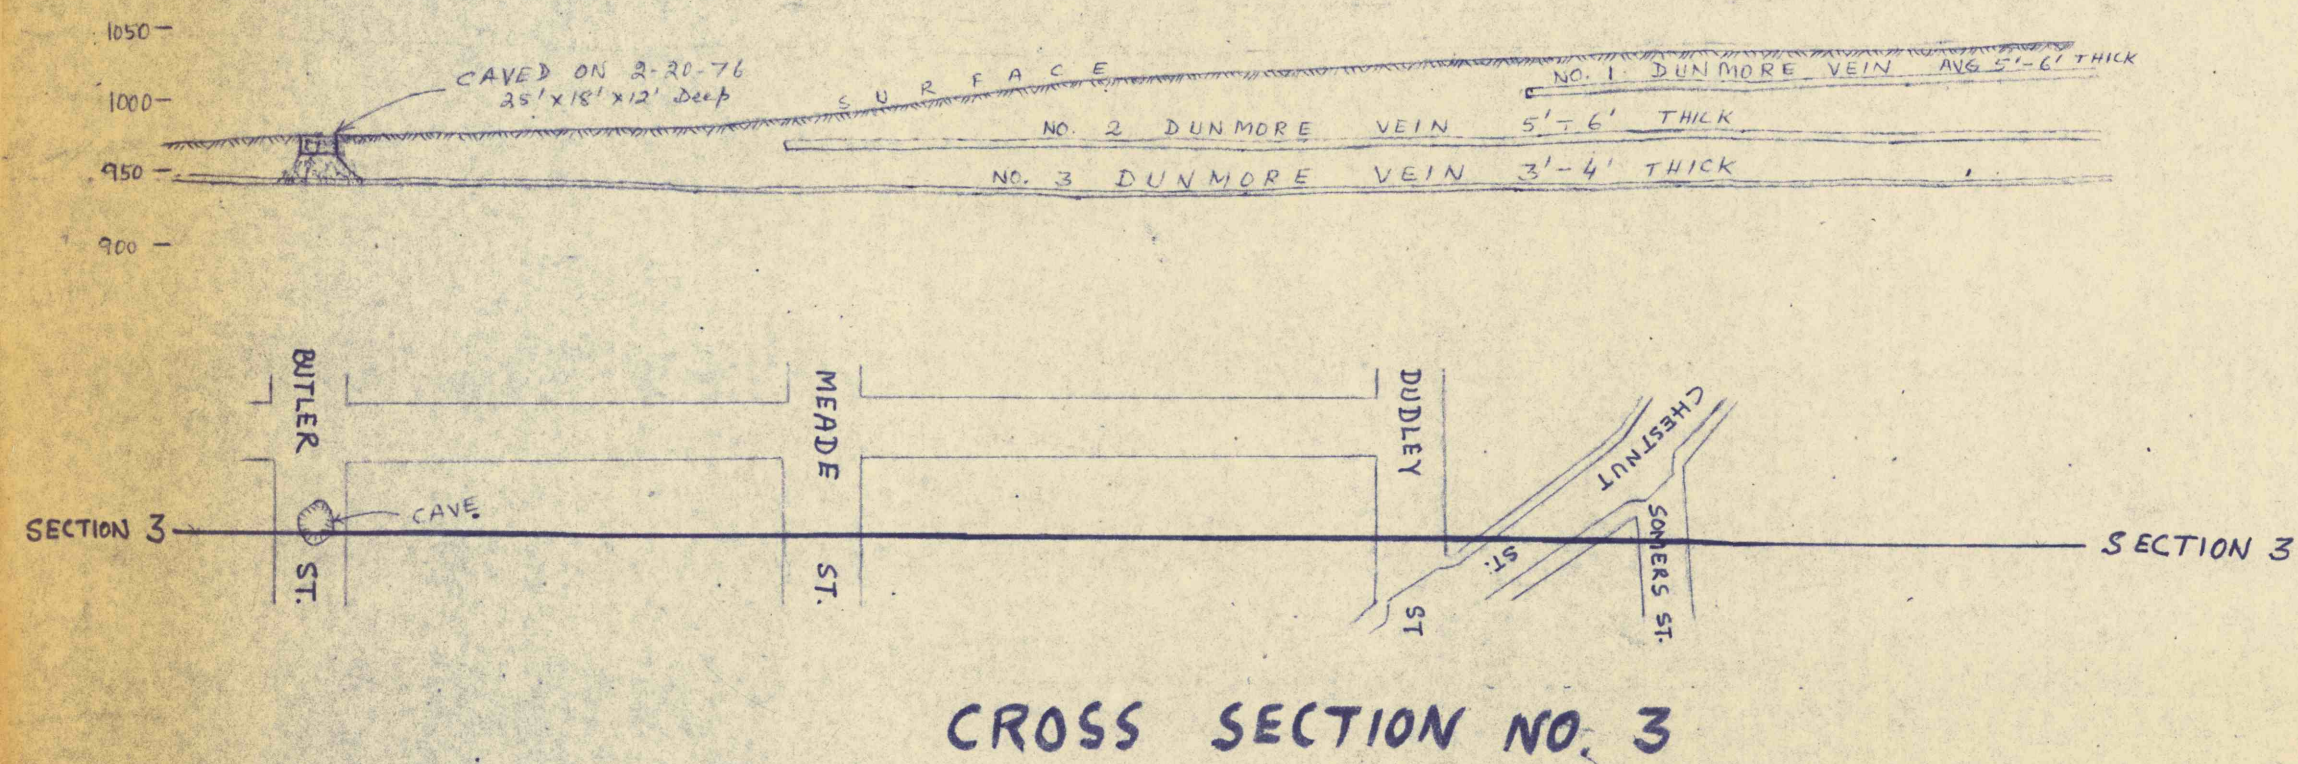 1050
1000
950
900
CAVED ON 2-20-76
25'x18'x12' Deep
SURFACE
NO. 1 DUNMORE VEIN AVG 5'-6' THICK
NO. 2 DUNMORE VEIN 5'-6' THICK
NO. 3 DUNMORE VEIN 3'-4' THICK
BUTLER ST.
MEADE ST.
DUDLEY ST
CHESTNUT ST.
SOMERS ST.
CAVE
SECTION 3
SECTION 3
CROSS SECTION NO. 3